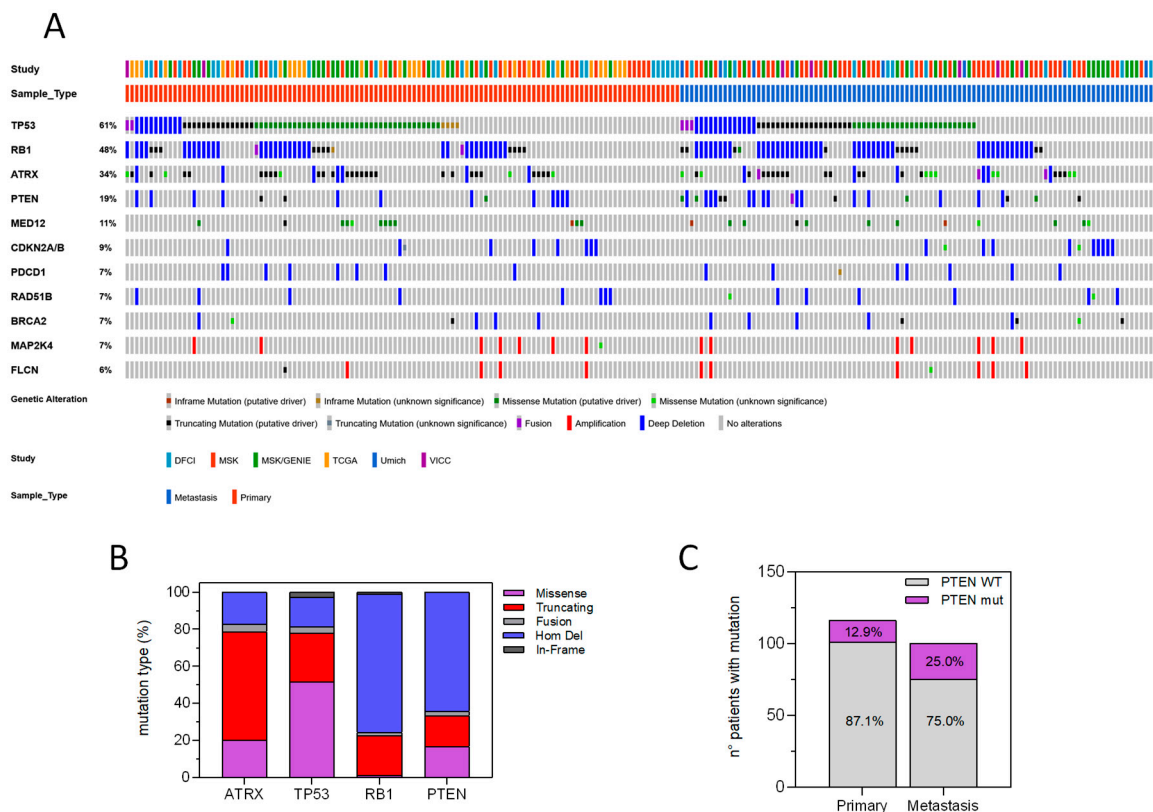 A
Study
Sample_Type
TP53 61%
RB1 48%
ATRX 34%
PTEN 19%
MED12 11%
CDKN2A/B 9%
PDCD1 7%
RAD51B 7%
BRCA2 7%
MAP2K4 7%
FLCN 6%
Genetic Alteration Inframe Mutation (putative driver) Inframe Mutation (unknown significance) Missense Mutation (putative driver) Missense Mutation (unknown significance)
Truncating Mutation (putative driver) Truncating Mutation (unknown significance) Fusion Amplification Deep Deletion No alterations
Study DFCI MSK MSK/GENIE TCGA Umich VICC
Sample_Type Metastasis Primary
B
mutation type (%)
100
80
60
40
20
0
ATRX TP53 RB1 PTEN
Missense
Truncating
Fusion
Hom Del
In-Frame
C
n° patients with mutation
150
100
50
0
PTEN WT
PTEN mut
12.9%
87.1%
25.0%
75.0%
Primary Metastasis